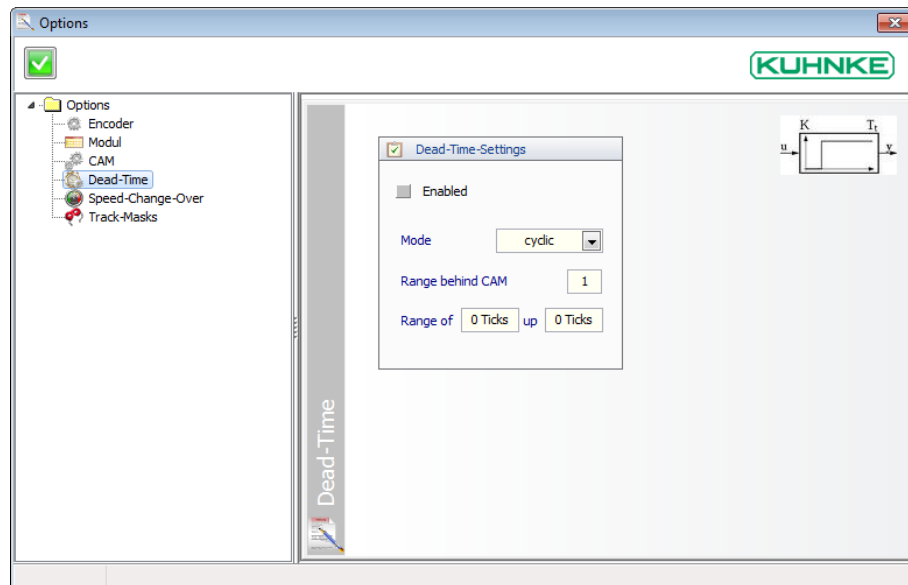 Options
KUHNKE
Options
Encoder
Modul
CAM
Dead-Time
Speed-Change-Over
Track-Masks
Dead-Time
Dead-Time-Settings
Enabled
Mode cyclic
Range behind CAM 1
Range of 0 Ticks up 0 Ticks
K Tt
u v